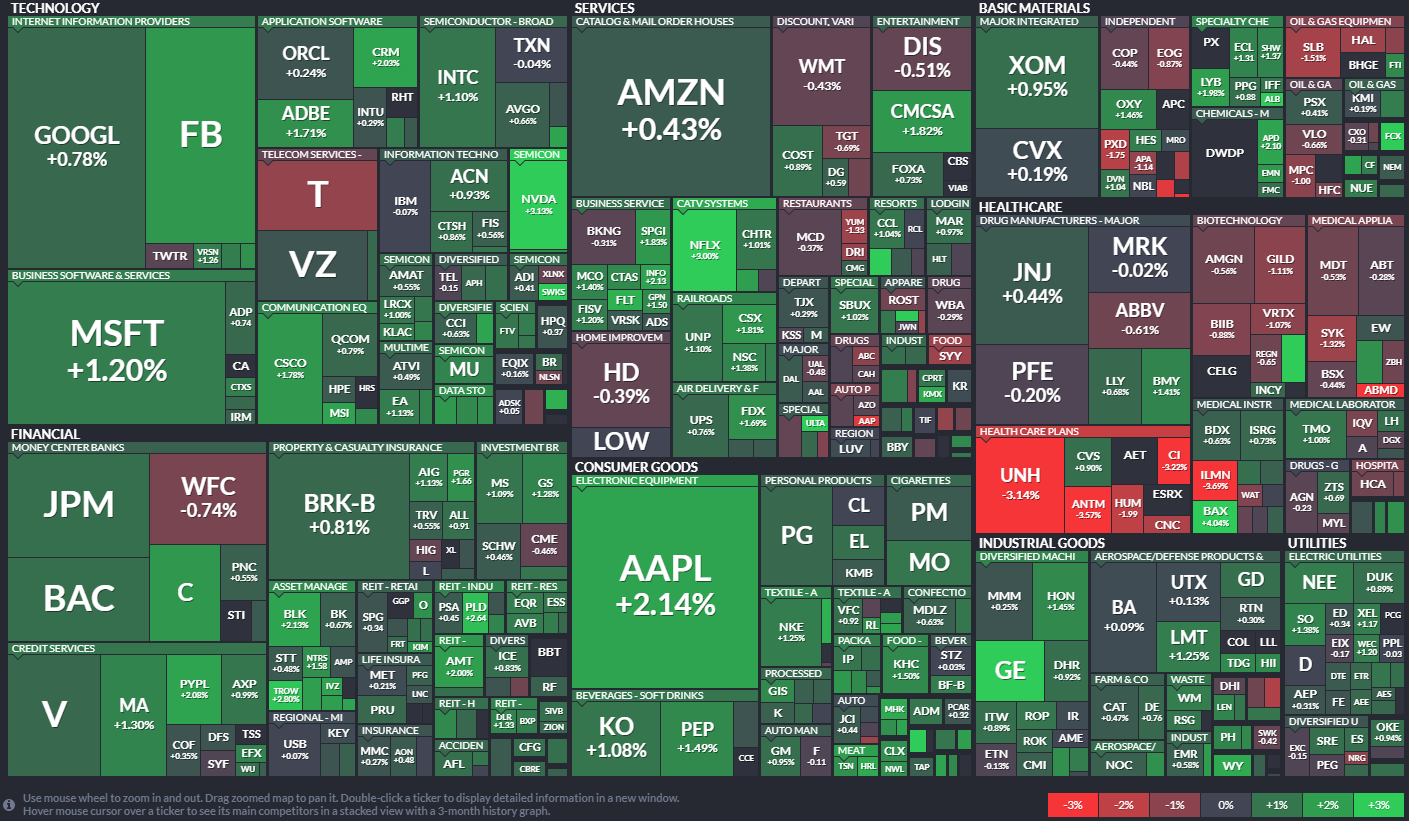 TECHNOLOGY
INTERNET INFORMATION PROVIDERS
GOOGL
+0.78%
FB
TWTR
VRSN
+1.26
APPLICATION SOFTWARE
ORCL
+0.24%
CRM
+2.03%
ADBE
+1.71%
INTU
+0.29%
RHT
SEMICONDUCTOR - BROAD
INTC
+1.10%
TXN
-0.04%
AVGO
+0.66%
TELECOM SERVICES -
T
VZ
INFORMATION TECHNO
IBM
-0.07%
ACN
+0.93%
CTSH
+0.86%
FIS
+0.56%
SEMICON
NVDA
+3.13%
BUSINESS SOFTWARE & SERVICES
MSFT
+1.20%
ADP
+0.74
CA
CTXS
IRM
COMMUNICATION EQ
CSCO
+1.78%
QCOM
+0.79%
HPE
HRS
MSI
SEMICON
AMAT
+0.55%
LRCX
+1.00%
KLAC
DIVERSIFIED
TEL
-0.15
APH
SEMICON
ADI
+0.41
XLNX
SWKS
DIVERSIFIE
CCI
+0.63%
SCIEN
FTV
HPQ
+0.37
MULTIME
ATVI
+0.49%
EA
+1.13%
SEMICON
MU
DATA STO
EQIX
+0.16%
BR
NLSN
ADSK
+0.05
FINANCIAL
MONEY CENTER BANKS
JPM
WFC
-0.74%
BAC
C
PNC
+0.55%
STI
PROPERTY & CASUALTY INSURANCE
BRK-B
+0.81%
AIG
+1.13%
PGR
+1.66
TRV
+0.55%
ALL
+0.91
HIG
XL
L
INVESTMENT BR
MS
+1.09%
GS
+1.28%
SCHW
+0.46%
CME
-0.46%
CREDIT SERVICES
V
MA
+1.30%
PYPL
+2.08%
AXP
+0.99%
COF
+0.35%
DFS
TSS
SYF
EFX
WU
ASSET MANAGE
BLK
+2.13%
BK
+0.67%
STT
+0.48%
NTRS
+1.58
AMP
TROW
+2.80%
IVZ
REIT - RETAI
SPG
+0.34
GGP
O
FRT
KIM
REIT - INDU
PSA
+0.45
PLD
+2.64
REIT - RES
EQR
ESS
AVB
LIFE INSURA
MET
+0.21%
PFG
LNC
PRU
REIT -
AMT
+2.00%
DIVERS
ICE
+0.83%
BBT
RF
REGIONAL - MI
USB
+0.07%
KEY
INSURANCE
MMC
+0.27%
AON
+0.48
REIT - H
REIT -
DLR
+1.33
BXP
SIVB
ZION
ACCIDEN
AFL
CFG
CBRE
SERVICES
CATALOG & MAIL ORDER HOUSES
AMZN
+0.43%
DISCOUNT, VARI
WMT
-0.43%
COST
+0.89%
TGT
-0.69%
DG
+0.59
ENTERTAINMENT
DIS
-0.51%
CMCSA
+1.82%
FOXA
+0.73%
CBS
VIAB
BUSINESS SERVICE
BKNG
-0.31%
SPGI
+1.83%
MCO
+1.40%
CTAS
INFO
+2.13
FISV
+1.20%
FLT
GPN
+1.50
VRSK
ADS
CATV SYSTEMS
NFLX
+3.00%
CHTR
+1.01%
RESTAURANTS
MCD
-0.37%
YUM
-1.33
DRI
CMG
RESORTS
CCL
+1.04%
RCL
LODGIN
MAR
+0.97%
HLT
RAILROADS
UNP
+1.10%
CSX
+1.81%
NSC
+1.38%
DEPART
TJX
+0.29%
KSS
M
SPECIAL
SBUX
+1.02%
APPARE
ROST
JWN
DRUG
WBA
-0.29%
HOME IMPROVEM
HD
-0.39%
LOW
AIR DELIVERY & F
UPS
+0.76%
FDX
+1.69%
MAJOR
DAL
UAL
-0.48
AAL
DRUGS
ABC
CAH
INDUST
FOOD
SYY
CPRT
KMX
KR
SPECIAL
ULTA
AUTO P
AZO
AAP
TIF
REGION
LUV
BBY
CONSUMER GOODS
ELECTRONIC EQUIPMENT
AAPL
+2.14%
PERSONAL PRODUCTS
PG
CL
EL
KMB
CIGARETTES
PM
MO
BEVERAGES - SOFT DRINKS
KO
+1.08%
PEP
+1.49%
CCE
TEXTILE - A
NKE
+1.25%
TEXTILE - A
VFC
+0.92
RL
CONFECTIO
MDLZ
+0.63%
PACKA
IP
FOOD -
KHC
+1.50%
BEVER
STZ
+0.03%
BF-B
PROCESSED
GIS
K
AUTO
JCI
+0.44
MHK
ADM
PCAR
+0.32
AUTO MAN
GM
+0.95%
F
-0.11
MEAT
TSN
HRL
CLX
NWL
TAP
BASIC MATERIALS
MAJOR INTEGRATED
XOM
+0.95%
CVX
+0.19%
INDEPENDENT
COP
-0.44%
EOG
-0.87%
OXY
+1.46%
APC
PXD
-1.75
HES
MRO
APA
-1.14
DVN
+1.04
NBL
SPECIALTY CHE
PX
ECL
+1.31
SHW
+1.37
LYB
+1.98%
PPG
+0.88
IFF
ALB
CHEMICALS - M
DWDP
APD
+2.10
EMN
FMC
OIL & GAS EQUIPMEN
SLB
-1.51%
HAL
BHGE
FTI
OIL & GA
PSX
+0.41%
VLO
-0.66%
MPC
-1.00
HFC
OIL & GAS
KMI
+0.19%
CXO
-0.31
FCX
CF
NEM
NUE
HEALTHCARE
DRUG MANUFACTURERS - MAJOR
JNJ
+0.44%
MRK
-0.02%
ABBV
-0.61%
PFE
-0.20%
LLY
+0.68%
BMY
+1.41%
BIOTECHNOLOGY
AMGN
-0.56%
GILD
-1.11%
BIIB
-0.88%
VRTX
-1.07%
REGN
-0.65
CELG
INCY
MEDICAL APPLIA
MDT
-0.53%
ABT
-0.28%
SYK
-1.32%
EW
ZBH
BSX
-0.44%
ABMD
HEALTH CARE PLANS
UNH
-3.14%
CVS
+0.90%
AET
CI
-3.22%
ANTM
-3.57%
HUM
-1.99
ESRX
CNC
MEDICAL INSTR
BDX
+0.63%
ISRG
+0.73%
ILMN
-3.69%
WAT
BAX
+4.04%
MEDICAL LABORATOR
TMO
+1.00%
IQV
LH
A
DGX
DRUGS - G
AGN
-0.23
ZTS
+0.69
MYL
HOSPITA
HCA
INDUSTRIAL GOODS
DIVERSIFIED MACHI
MMM
+0.25%
HON
+1.45%
GE
DHR
+0.92%
ITW
+0.89%
ROP
IR
ROK
AME
ETN
-0.13%
CMI
AEROSPACE/DEFENSE PRODUCTS &
BA
+0.09%
UTX
+0.13%
GD
LMT
+1.25%
RTN
+0.30%
COL
LLL
TDG
HII
FARM & CO
CAT
+0.47%
DE
+0.76
WASTE
WM
RSG
DHI
LEN
AEROSPACE/
NOC
INDUST
EMR
+0.58%
PH
SWK
-0.42
WY
UTILITIES
ELECTRIC UTILITIES
NEE
DUK
+0.89%
SO
+1.38%
ED
+0.34
XEL
+1.17
PCG
EIX
-0.17
WEC
+1.20
PPL
-0.03
D
DTE
ETR
AEP
+0.31%
FE
AEE
AES
DIVERSIFIED U
EXC
-0.15
SRE
ES
PEG
NRG
OKE
+0.94%
Use mouse wheel to zoom in and out. Drag zoomed map to pan it. Double-click a ticker to display detailed information in a new window.
Hover mouse cursor over a ticker to see its main competitors in a stacked view with a 3-month history graph.
-3%
-2%
-1%
0%
+1%
+2%
+3%